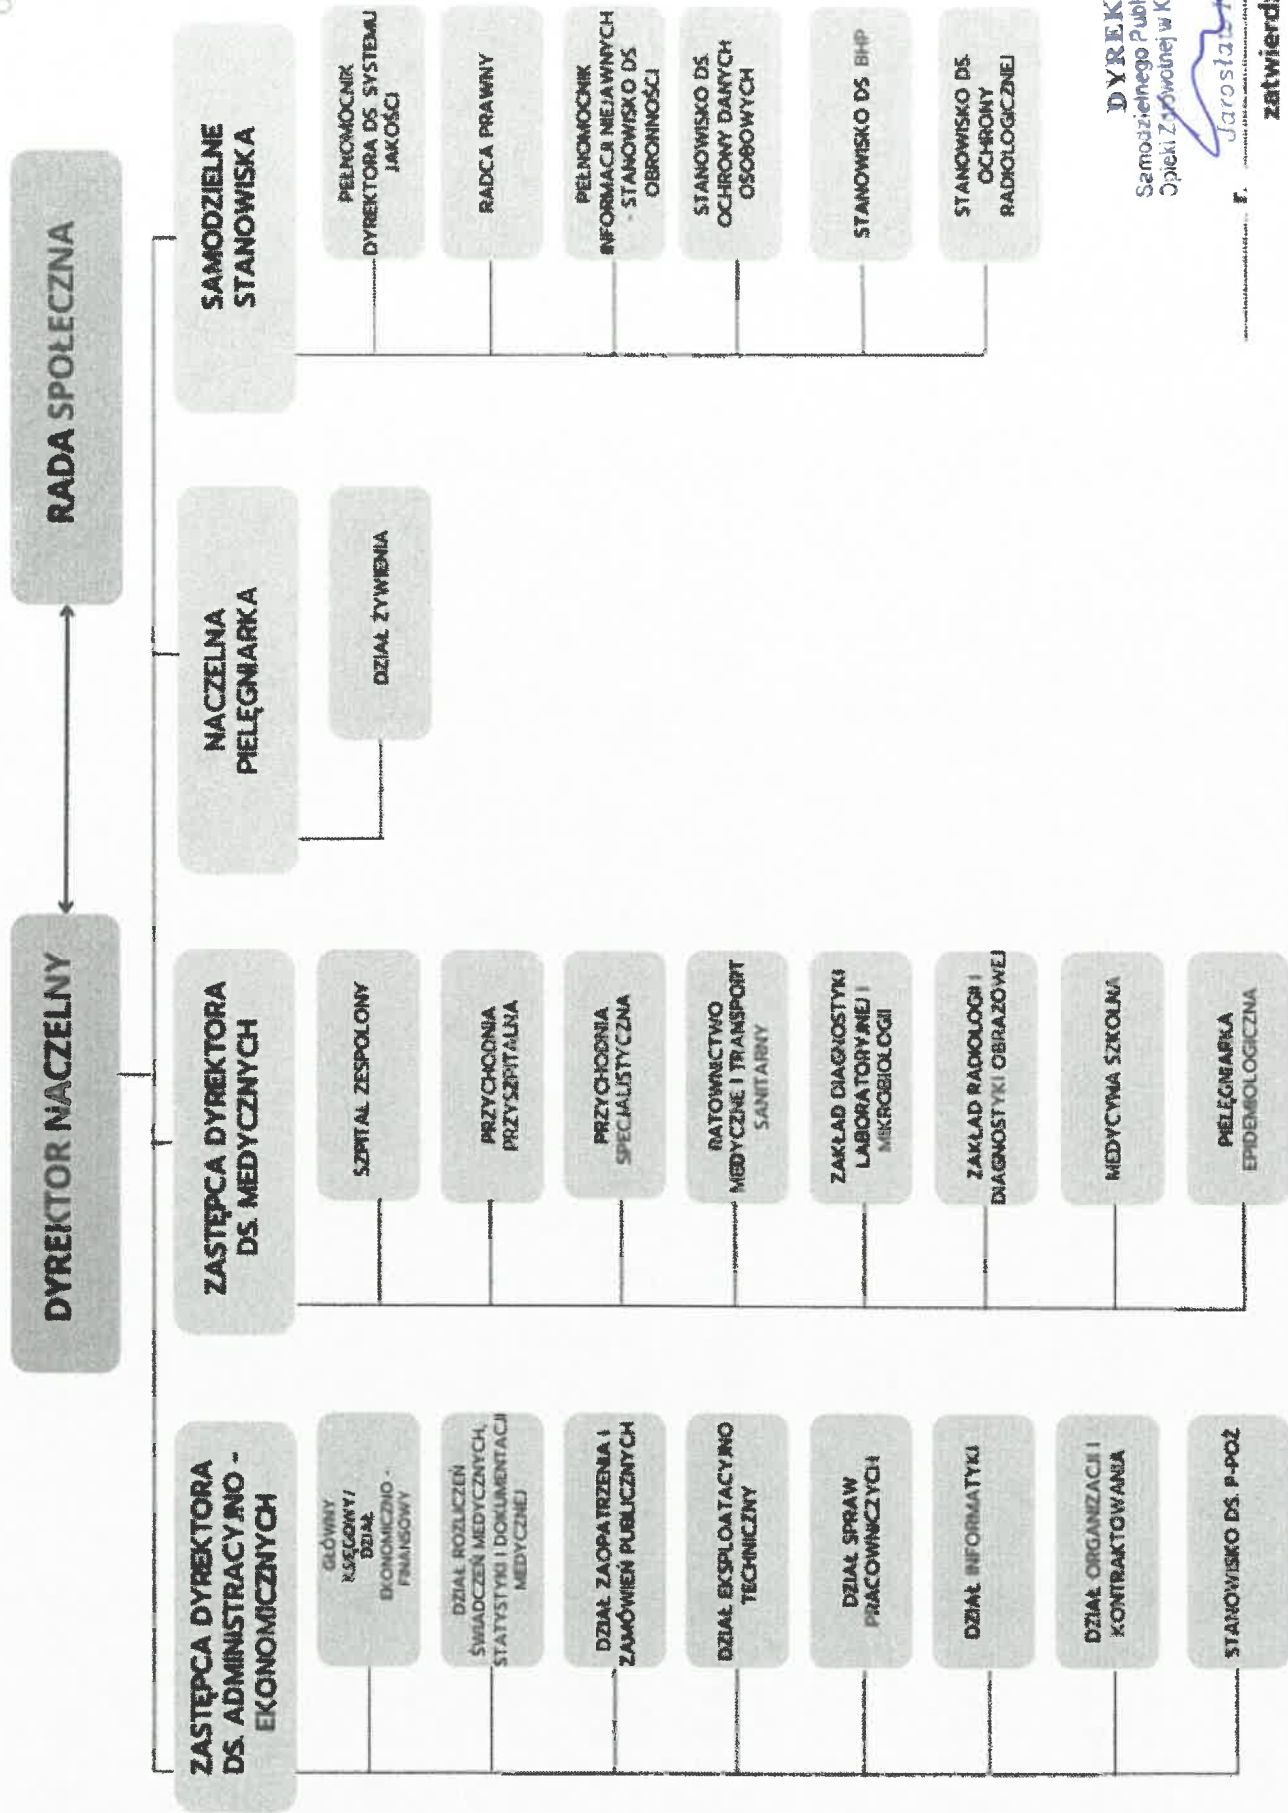 DYREKTOR NACZELNY
RADA SPOŁECZNA
ZASTĘPCA DYREKTORA
DS. ADMINISTRACYJNO -
EKONOMICZNYCH
GŁÓWNY
KSIĘGOWY/
DZIAŁ
EKONOMICZNO -
FINANSOWY
DZIAŁ ROZLICZEŃ
ŚWIADCZEŃ MEDYCZNYCH,
STATYSTYKI I DOKUMENTACJI
MEDYCZNEJ
DZIAŁ ZAOPATRZENIA I
ZAMÓWIEŃ PUBLICZNYCH
DZIAŁ EKSPLOATACYJNO
TECHNICZNY
DZIAŁ SPRAW
PRACOWNICZYCH
DZIAŁ INFORMATYKI
DZIAŁ ORGANIZACJI I
KONTRAKTOWANIA
STANOWISKO DS. P-POŻ
ZASTĘPCA DYREKTORA
DS. MEDYCZNYCH
SZPITAL ZESPOLONY
PRZYCHODNIA
PRZYSZPITALNA
PRZYCHODNIA
SPECJALISTYCZNA
RATOWNICTWO
MEDYCZNE I TRANSPORT
SANITARNY
ZAKŁAD DIAGNOSTYKI
LABORATORYJNEJ I
MIKROBIOLOGII
ZAKŁAD RADIOLOGII I
DIAGNOSTYKI OBRAZOWEJ
MEDYCYNA SZKOLNA
PIELĘGNIARKA
EPIDEMIOLOGICZNA
NACZELNA
PIELĘGNIARKA
DZIAŁ ŻYWIENIA
SAMODZIELNE
STANOWISKA
PEŁNOMOCNIK
DYREKTORA DS SYSTEMU
JAKOŚCI
RADCA PRAWNY
PEŁNOMOCNIK
INFORMACJI NIEJAWNYCH
- STANOWISKO DS
OBRONNOŚCI
STANOWISKO DS.
OCHRONY DANYCH
OSOBOWYCH
STANOWISKO DS BHP
STANOWISKO DS.
OCHRONY
RADIOLOGICZNEJ
DYREK
Samodzielnego Publ
Opieki Zdrowotnej w K
Jarosław
r.
zatwierdz